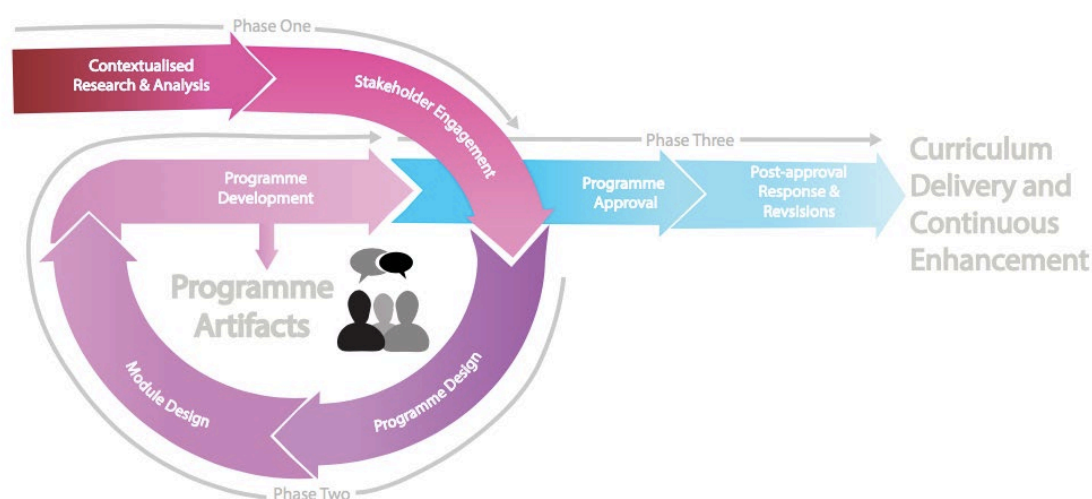 Phase One
Contextualised
Research & Analysis
Stakeholder Engagement
Phase Three
Programme
Development
Programme
Approval
Post-approval
Response &
Revsisions
Curriculum
Delivery and
Continuous
Enhancement
Programme
Artifacts
Programme Design
Module Design
Phase Two